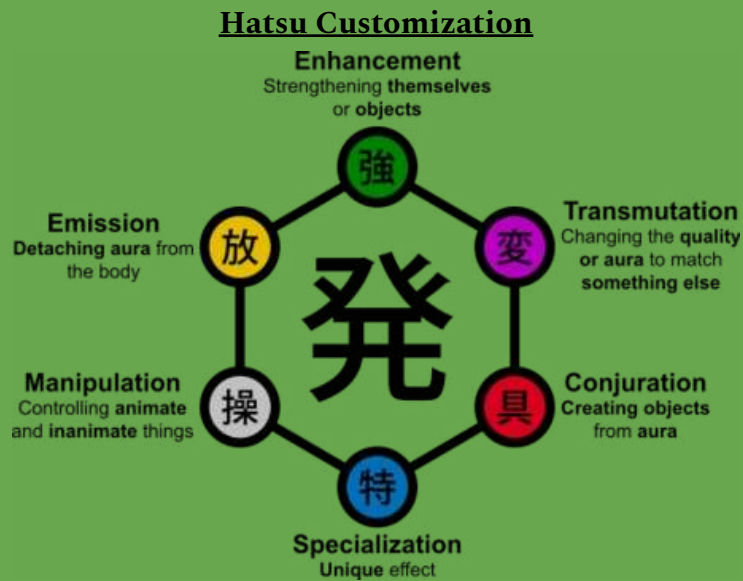 Hatsu Customization
Enhancement
Strengthening themselves
or objects
強
Emission
Detaching aura from
the body
放
Transmutation
Changing the quality
or aura to match
something else
変
発
Manipulation
Controlling animate
and inanimate things
操
Conjuration
Creating objects
from aura
具
特
Specialization
Unique effect